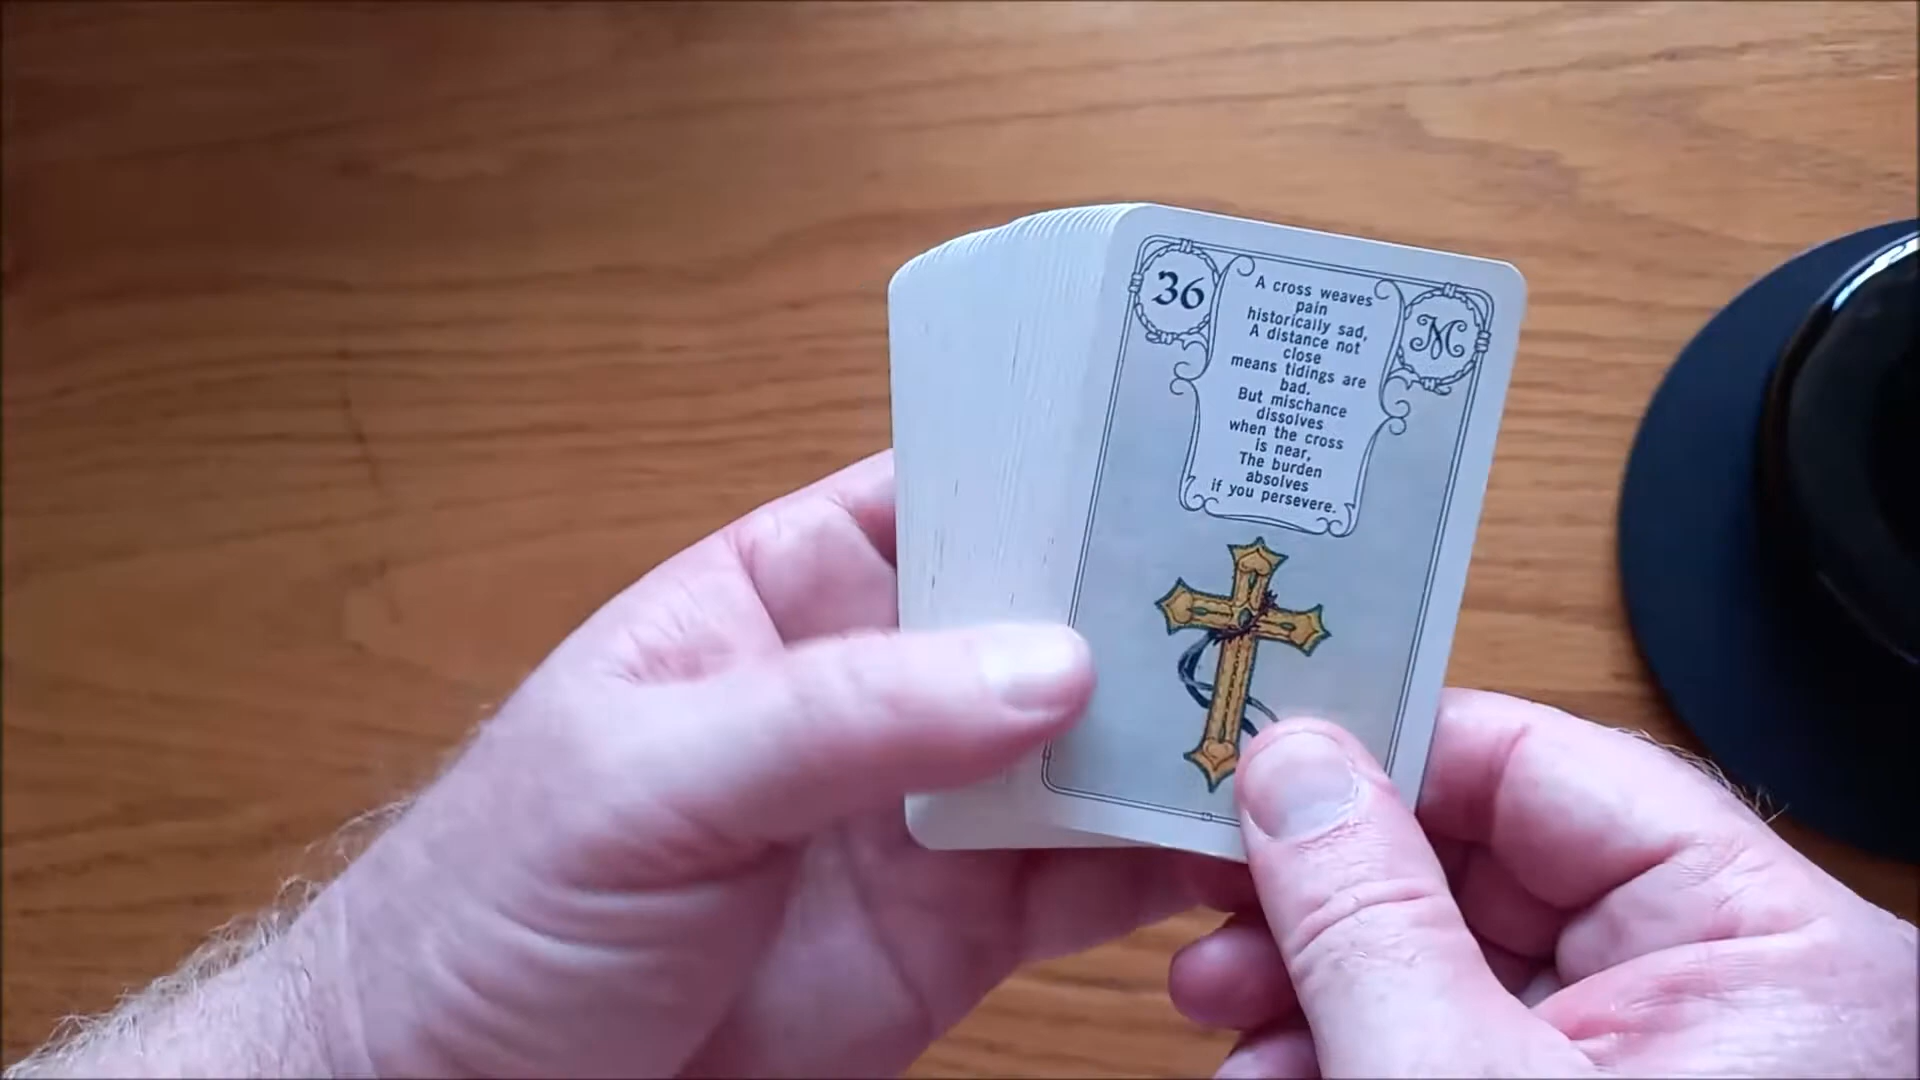 36
A cross weaves
pain
historically sad,
A distance not
close
means tidings are
bad.
But mischance
dissolves
when the cross
is near,
The burden
absolves
if you persevere.
M